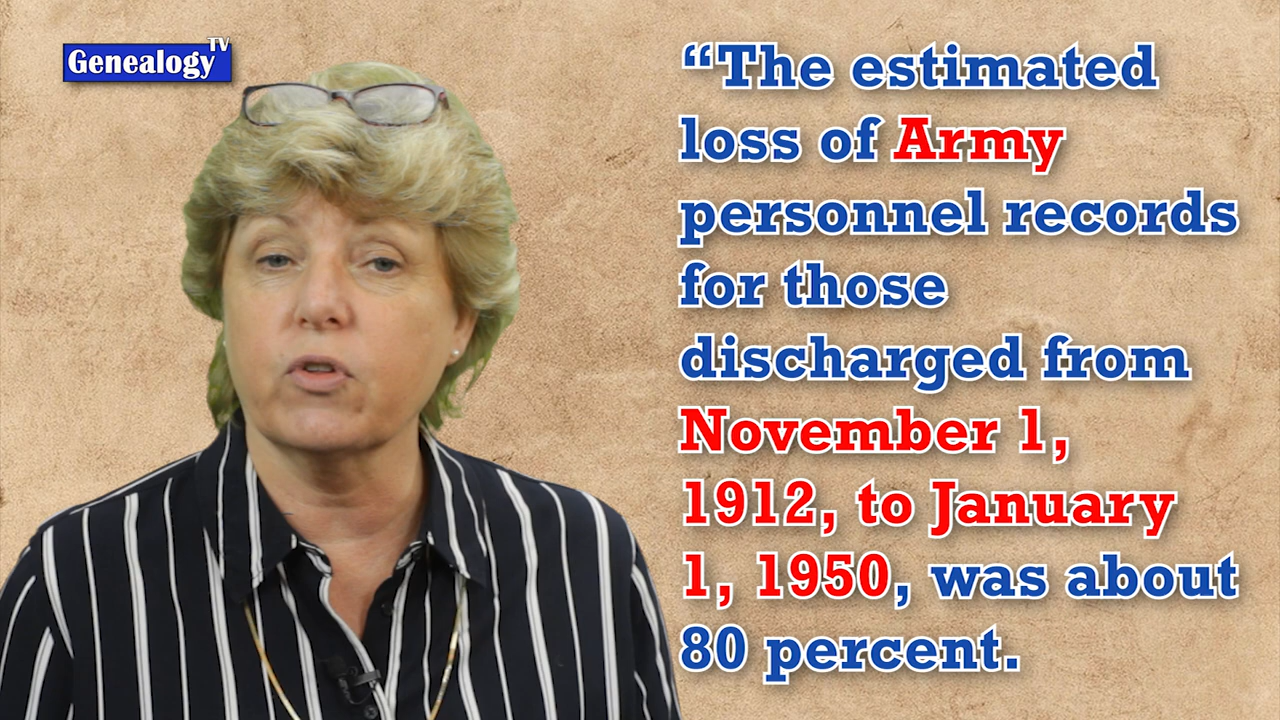 Genealogy TV
“The estimated
loss of Army
personnel records
for those
discharged from
November 1,
1912, to January
1, 1950, was about
80 percent.